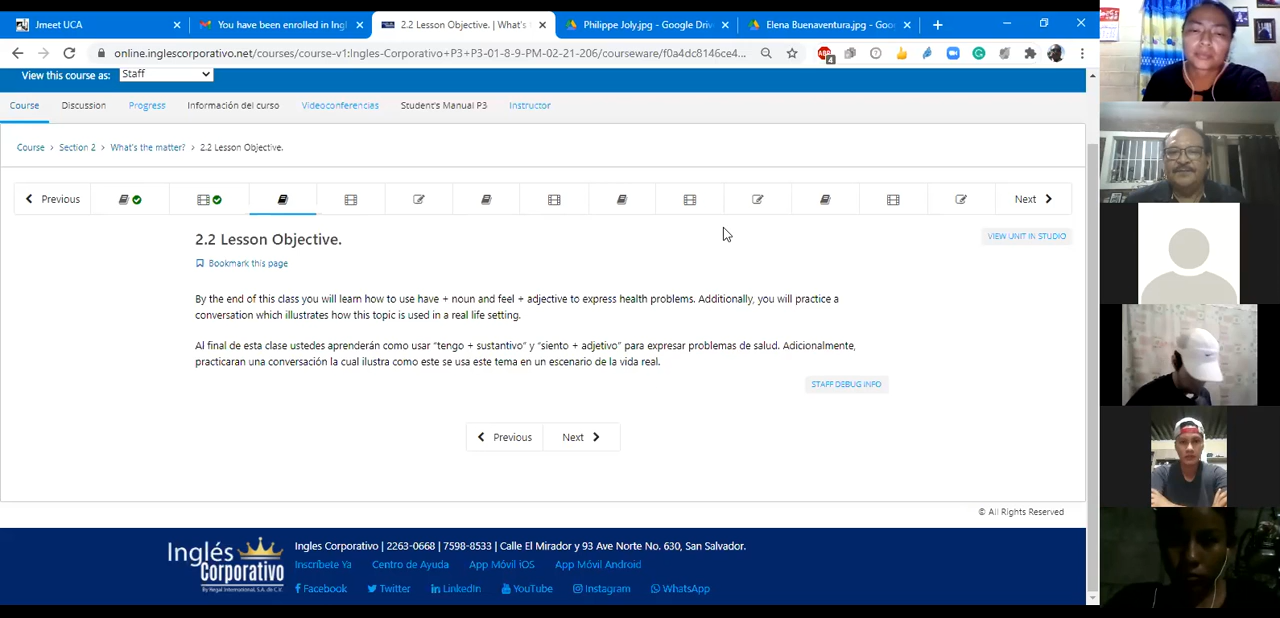 Jmeet UCA
You have been enrolled in Ingl
2.2 Lesson Objective. | What's
Philippe Joly.jpg - Google Driv
Elena Buenaventura.jpg - Goo
online.inglescorporativo.net/courses/course-v1:Ingles-Corporativo+P3+P3-01-S9-PM-02-21-206/courseware/f0a4dc8146ce4...
View this course as: Staff
Course Discussion Progress Información del curso Videoconferencias Student's Manual P3 Instructor
Course > Section 2 > What's the matter? > 2.2 Lesson Objective.
Previous
Next
2.2 Lesson Objective.
VIEW UNIT IN STUDIO
Bookmark this page
By the end of this class you will learn how to use have + noun and feel + adjective to express health problems. Additionally, you will practice a
conversation which illustrates how this topic is used in a real life setting.
Al final de esta clase ustedes aprenderán como usar "tengo + sustantivo" y "siento + adjetivo" para expresar problemas de salud. Adicionalmente,
practicaran una conversación la cual ilustra como este se usa este tema en un escenario de la vida real.
STAFF DEBUG INFO
Previous Next
© All Rights Reserved
Inglés Corporativo
By Regal International, S.A. de C.V.
Ingles Corporativo | 2263-0668 | 7598-8533 | Calle El Mirador y 93 Ave Norte No. 630, San Salvador.
Inscríbete Ya Centro de Ayuda App Móvil iOS App Móvil Android
Facebook Twitter LinkedIn YouTube Instagram WhatsApp